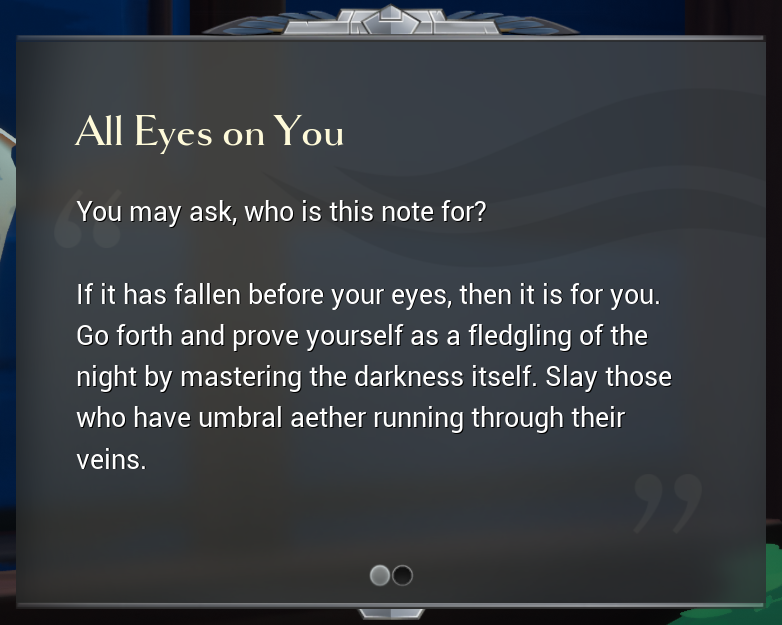 All Eyes on You
You may ask, who is this note for?
If it has fallen before your eyes, then it is for you.
Go forth and prove yourself as a fledgling of the
night by mastering the darkness itself. Slay those
who have umbral aether running through their
veins.